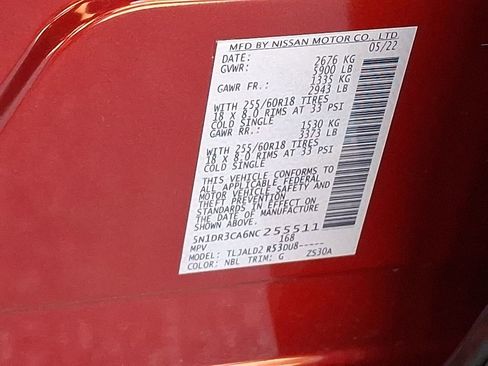 MFD BY NISSAN MOTOR CO., LTD
DATE: 05/22
GVWR: 2676 KG
5900 LB
GAWR FR.: 1335 KG
2943 LB
WITH 255/60R18 TIRES
18 X 8.0 RIMS AT 33 PSI
COLD SINGLE
GAWR RR.: 1530 KG
3373 LB
WITH 255/60R18 TIRES
18 X 8.0 RIMS AT 33 PSI
COLD SINGLE
THIS VEHICLE CONFORMS TO
ALL APPLICABLE FEDERAL
MOTOR VEHICLE SAFETY AND
THEFT PREVENTION
STANDARDS IN EFFECT ON
THE DATE OF MANUFACTURE
SHOWN ABOVE.
5N1DR3CA6NC255511
MPV 168
MODEL: TLJALD2 R53DU8-----
COLOR: NBL TRIM: G ZS30A